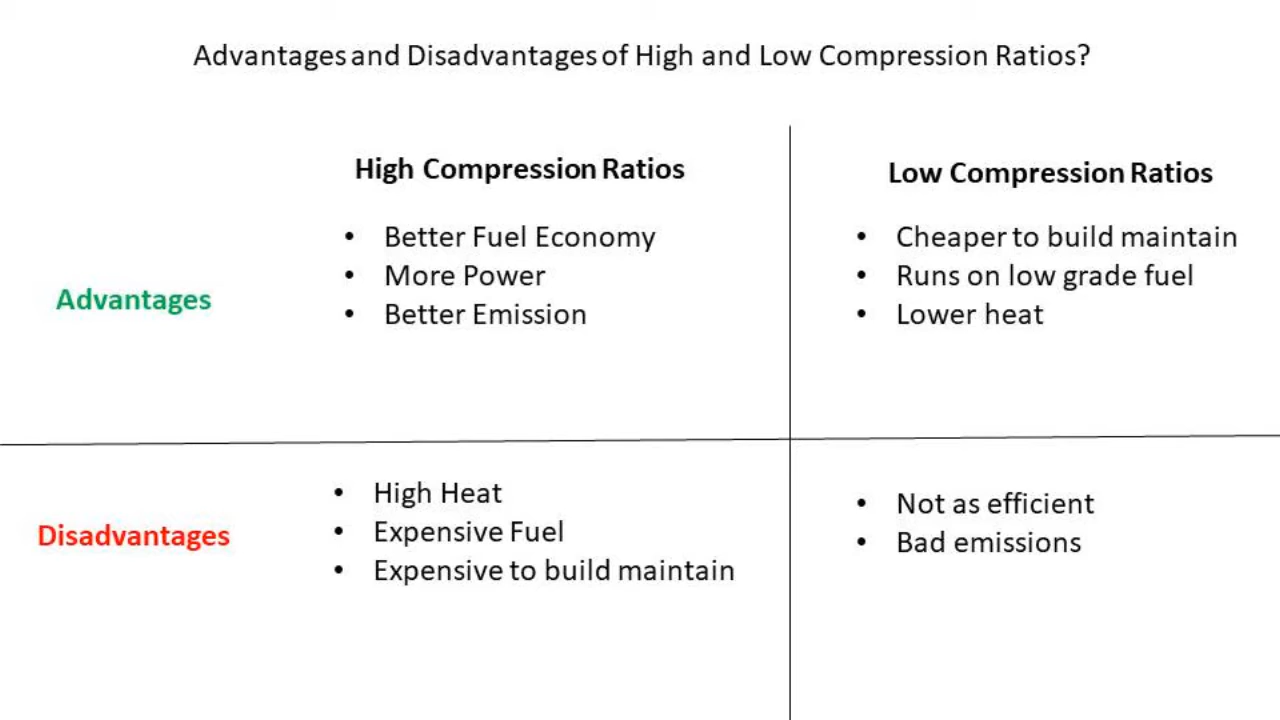 Advantages and Disadvantages of High and Low Compression Ratios?
High Compression Ratios
Low Compression Ratios
Advantages
• Better Fuel Economy
• More Power
• Better Emission
• Cheaper to build maintain
• Runs on low grade fuel
• Lower heat
Disadvantages
• High Heat
• Expensive Fuel
• Expensive to build maintain
• Not as efficient
• Bad emissions